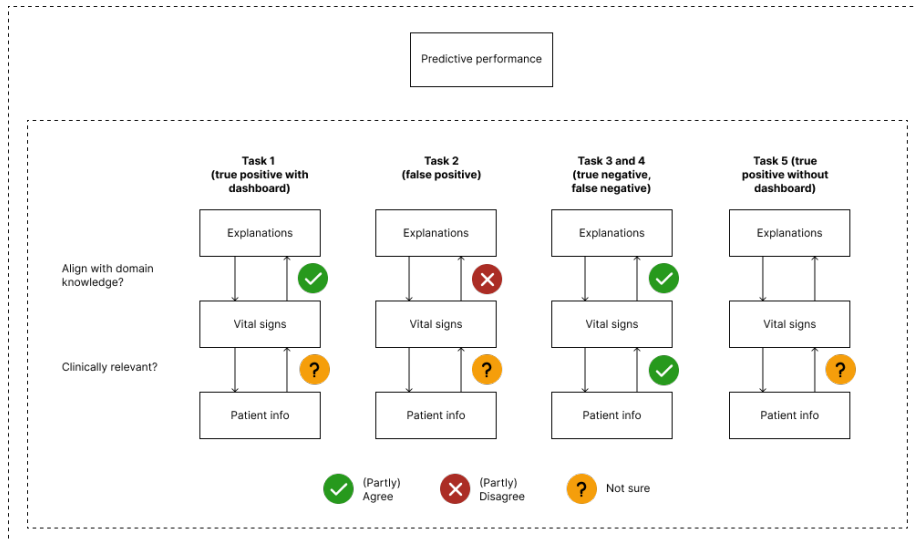 Predictive performance
Task 1
(true positive with
dashboard)
Task 2
(false positive)
Task 3 and 4
(true negative,
false negative)
Task 5 (true
positive without
dashboard)
Explanations
Explanations
Explanations
Explanations
Align with domain
knowledge?
Vital signs
Vital signs
Vital signs
Vital signs
Clinically relevant?
?
?
?
Patient info
Patient info
Patient info
Patient info
(Partly)
Agree
(Partly)
Disagree
?
Not sure